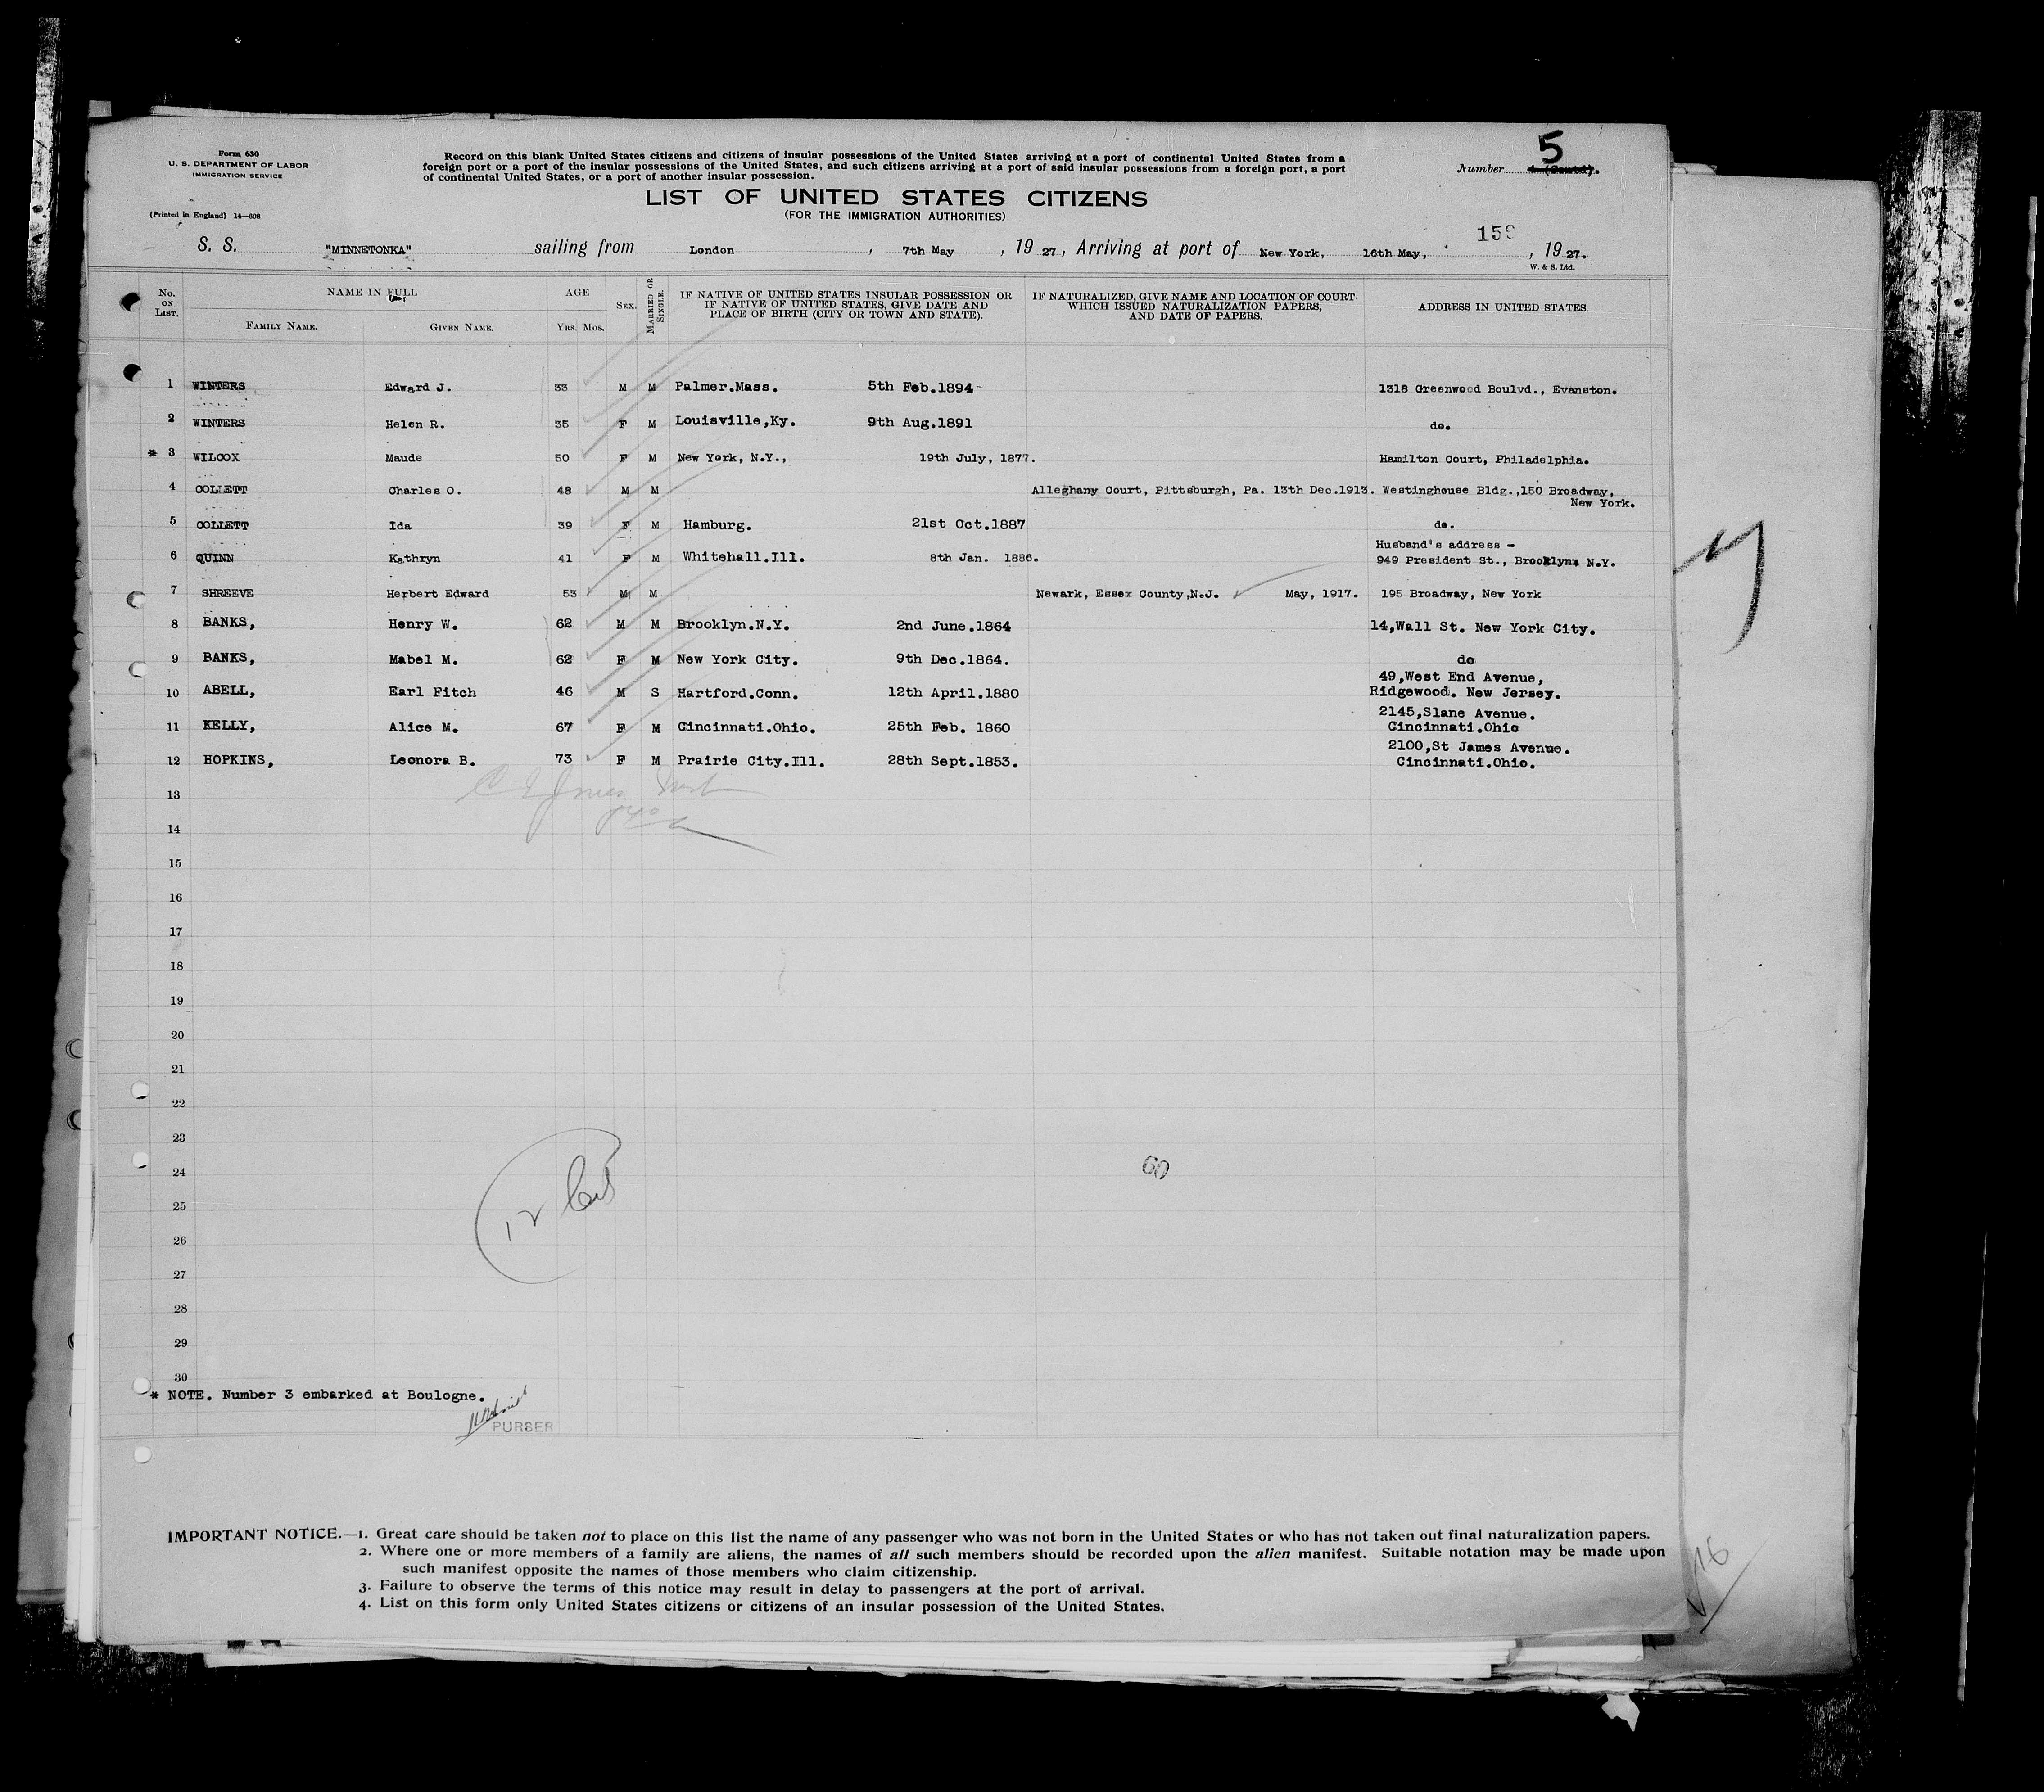 Form 630
U. S. DEPARTMENT OF LABOR
IMMIGRATION SERVICE
(Printed in England) 14—608
Record on this blank United States citizens and citizens of insular possessions of the United States arriving at a port of continental United States from a
foreign port or a port of the insular possessions of the United States, and such citizens arriving at a port of said insular possessions from a foreign port, a port
of continental United States, or a port of another insular possession.
5
Number
LIST OF UNITED STATES CITIZENS
(FOR THE IMMIGRATION AUTHORITIES)
159
S. S. "MINNETONKA" sailing from London, 7th May, 1927, Arriving at port of New York, 16th May, 1927.
W. & S. Ltd.
No. ON LIST. NAME IN FULL FAMILY NAME. GIVEN NAME. AGE YRS. MOS. SEX. MARRIED OR SINGLE. IF NATIVE OF UNITED STATES INSULAR POSSESSION OR IF NATIVE OF UNITED STATES, GIVE DATE AND PLACE OF BIRTH (CITY OR TOWN AND STATE). IF NATURALIZED, GIVE NAME AND LOCATION OF COURT WHICH ISSUED NATURALIZATION PAPERS, AND DATE OF PAPERS. ADDRESS IN UNITED STATES.
1 WINTERS Edward J. 33 M M Palmer.Mass. 5th Feb.1894 1318 Greenwood Boulvd., Evanston.
2 WINTERS Helen R. 35 F M Louisville,Ky. 9th Aug.1891 do.
* 3 WILCOX Maude 50 F M New York, N.Y., 19th July, 1877. Hamilton Court, Philadelphia.
4 COLLETT Charles O. 48 M M Alleghany Court, Pittsburgh, Pa. 13th Dec.1913. Westinghouse Bldg.,150 Broadway,
New York.
5 COLLETT Ida 39 F M Hamburg. 21st Oct.1887 do.
Husband's address -
6 QUINN Kathryn 41 F M Whitehall.Ill. 8th Jan. 1886. 949 President St., Brooklyn, N.Y.
7 SHREEVE Herbert Edward 53 M M Newark, Essex County,N.J. May, 1917. 195 Broadway, New York
8 BANKS, Henry W. 62 M M Brooklyn.N.Y. 2nd June.1864 14,Wall St. New York City.
9 BANKS, Mabel M. 62 F M New York City. 9th Dec.1864. do
49,West End Avenue,
10 ABELL, Earl Fitch 46 M S Hartford.Conn. 12th April.1880 Ridgewood. New Jersey.
2145,Slane Avenue.
11 KELLY, Alice M. 67 F M Cincinnati.Ohio. 25th Feb. 1860 Cincinnati.Ohio
2100,St James Avenue.
12 HOPKINS, Leonora B. 73 F M Prairie City.Ill. 28th Sept.1853. Cincinnati.Ohio.
13
14
15
16
17
18
19
20
21
22
23
24
25
26
27
28
29
30
12
60
* NOTE. Number 3 embarked at Boulogne.
PURSER
IMPORTANT NOTICE.—1. Great care should be taken not to place on this list the name of any passenger who was not born in the United States or who has not taken out final naturalization papers.
2. Where one or more members of a family are aliens, the names of all such members should be recorded upon the alien manifest. Suitable notation may be made upon
such manifest opposite the names of those members who claim citizenship.
3. Failure to observe the terms of this notice may result in delay to passengers at the port of arrival.
4. List on this form only United States citizens or citizens of an insular possession of the United States.